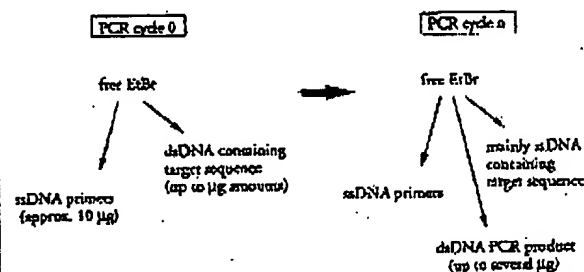 PCR cycle 0
free EtBr
dsDNA containing
target sequence
(up to µg amounts)
ssDNA primers
(approx. 10 µg)
PCR cycle n
free EtBr
mainly ssDNA
containing
target sequence
ssDNA primers
dsDNA PCR product
(up to several µg)